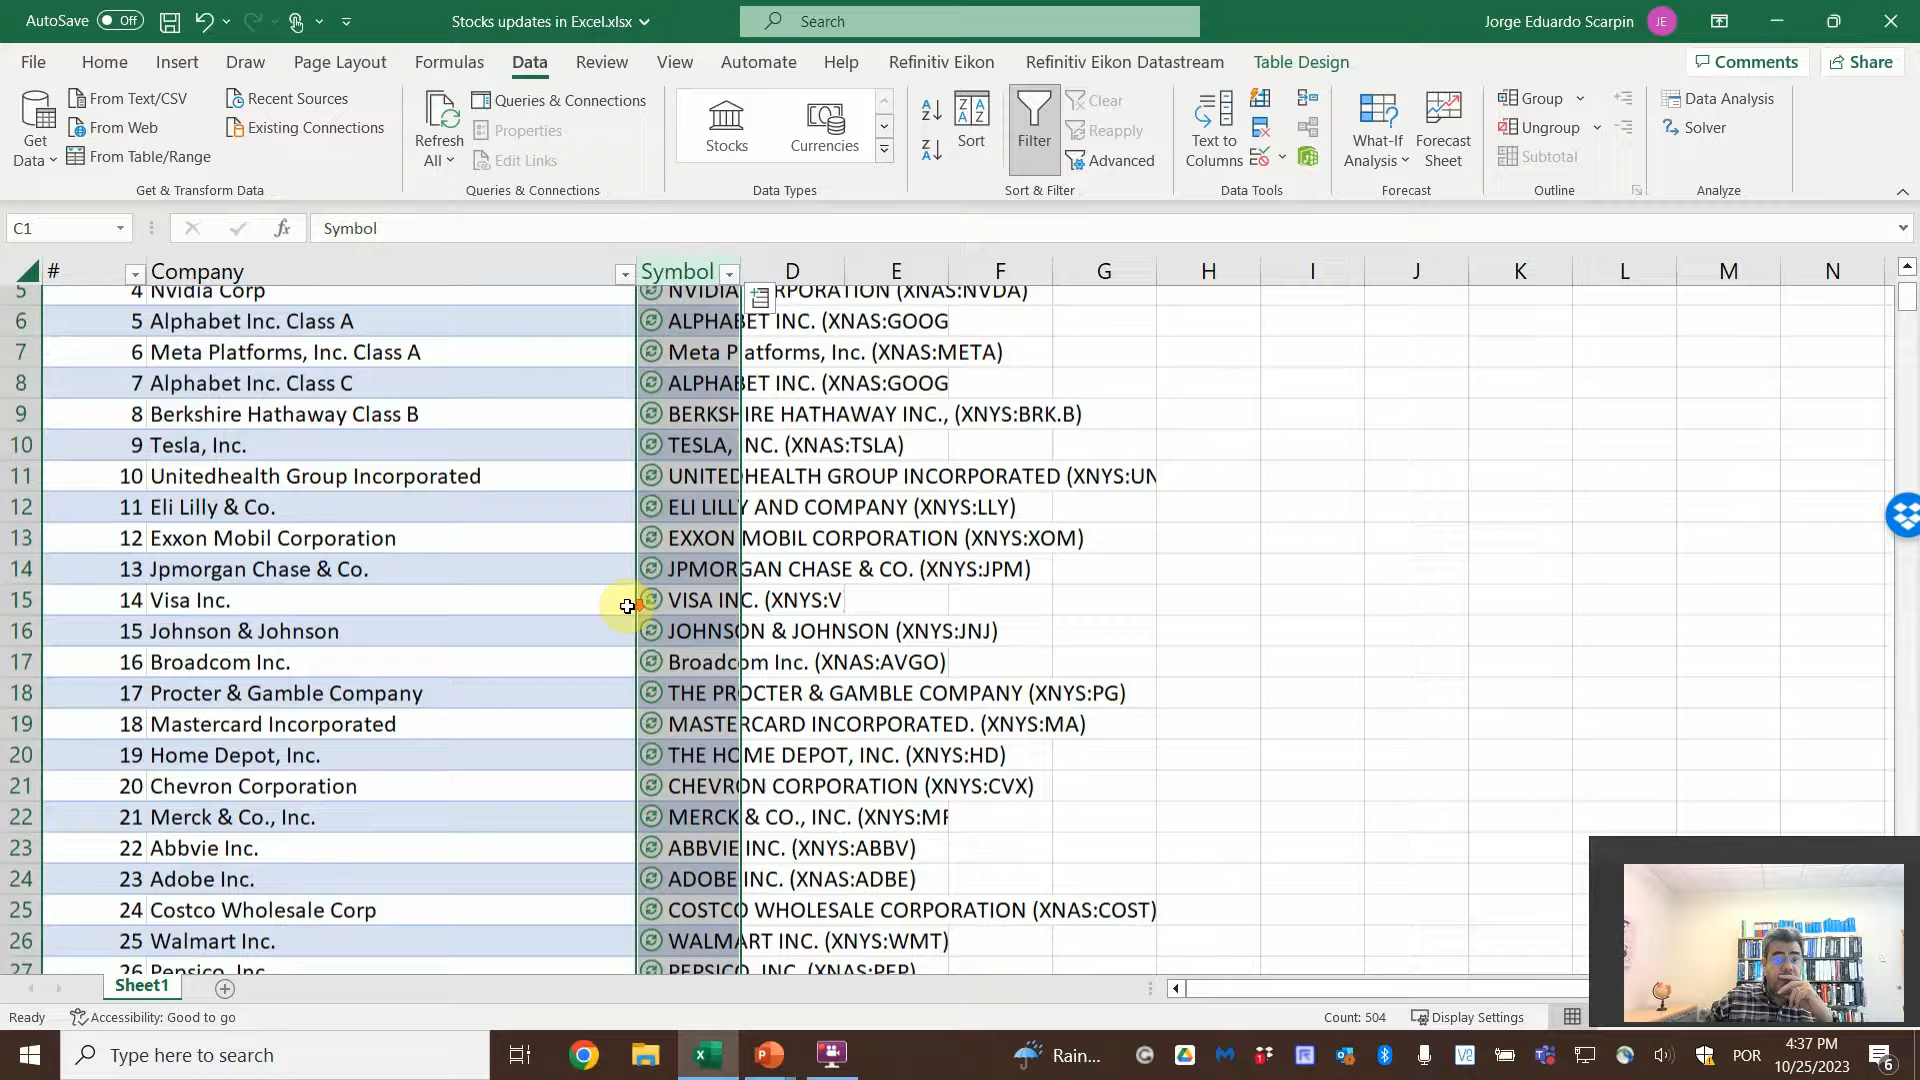 AutoSave Off Stocks updates in Excel.xlsx Search Jorge Eduardo Scarpin JE
File Home Insert Draw Page Layout Formulas Data Review View Automate Help Refinitiv Eikon Refinitiv Eikon Datastream Table Design Comments Share
Get Data From Text/CSV From Web From Table/Range Recent Sources Existing Connections
Get & Transform Data
Refresh All Queries & Connections Properties Edit Links
Queries & Connections
Stocks Currencies
Data Types
Sort Filter Clear Reapply Advanced
Sort & Filter
Text to Columns
Data Tools
What-If Analysis Forecast Sheet
Forecast
Group Ungroup Subtotal
Outline
Data Analysis Solver
Analyze
C1 fx Symbol
# Company Symbol D E F G H I J K L M N
5 4 Nvidia Corp NVIDIA RPORATION (XNAS:NVDA)
6 5 Alphabet Inc. Class A ALPHABET INC. (XNAS:GOOG
7 6 Meta Platforms, Inc. Class A Meta Platforms, Inc. (XNAS:META)
8 7 Alphabet Inc. Class C ALPHABET INC. (XNAS:GOOG
9 8 Berkshire Hathaway Class B BERKSHIRE HATHAWAY INC., (XNYS:BRK.B)
10 9 Tesla, Inc. TESLA, INC. (XNAS:TSLA)
11 10 Unitedhealth Group Incorporated UNITEDHEALTH GROUP INCORPORATED (XNYS:UN
12 11 Eli Lilly & Co. ELI LILLY AND COMPANY (XNYS:LLY)
13 12 Exxon Mobil Corporation EXXON MOBIL CORPORATION (XNYS:XOM)
14 13 Jpmorgan Chase & Co. JPMORGAN CHASE & CO. (XNYS:JPM)
15 14 Visa Inc. VISA INC. (XNYS:V
16 15 Johnson & Johnson JOHNSON & JOHNSON (XNYS:JNJ)
17 16 Broadcom Inc. Broadcom Inc. (XNAS:AVGO)
18 17 Procter & Gamble Company THE PROCTER & GAMBLE COMPANY (XNYS:PG)
19 18 Mastercard Incorporated MASTERCARD INCORPORATED. (XNYS:MA)
20 19 Home Depot, Inc. THE HOME DEPOT, INC. (XNYS:HD)
21 20 Chevron Corporation CHEVRON CORPORATION (XNYS:CVX)
22 21 Merck & Co., Inc. MERCK & CO., INC. (XNYS:MR
23 22 Abbvie Inc. ABBVIE INC. (XNYS:ABBV)
24 23 Adobe Inc. ADOBE INC. (XNAS:ADBE)
25 24 Costco Wholesale Corp COSTCO WHOLESALE CORPORATION (XNAS:COST)
26 25 Walmart Inc. WALMART INC. (XNYS:WMT)
27 26 Pepsico, Inc. PEPSICO, INC. (XNAS:PEP)
Sheet1
Ready Accessibility: Good to go Count: 504 Display Settings
Type here to search Rain... POR 4:37 PM
10/25/2023 6